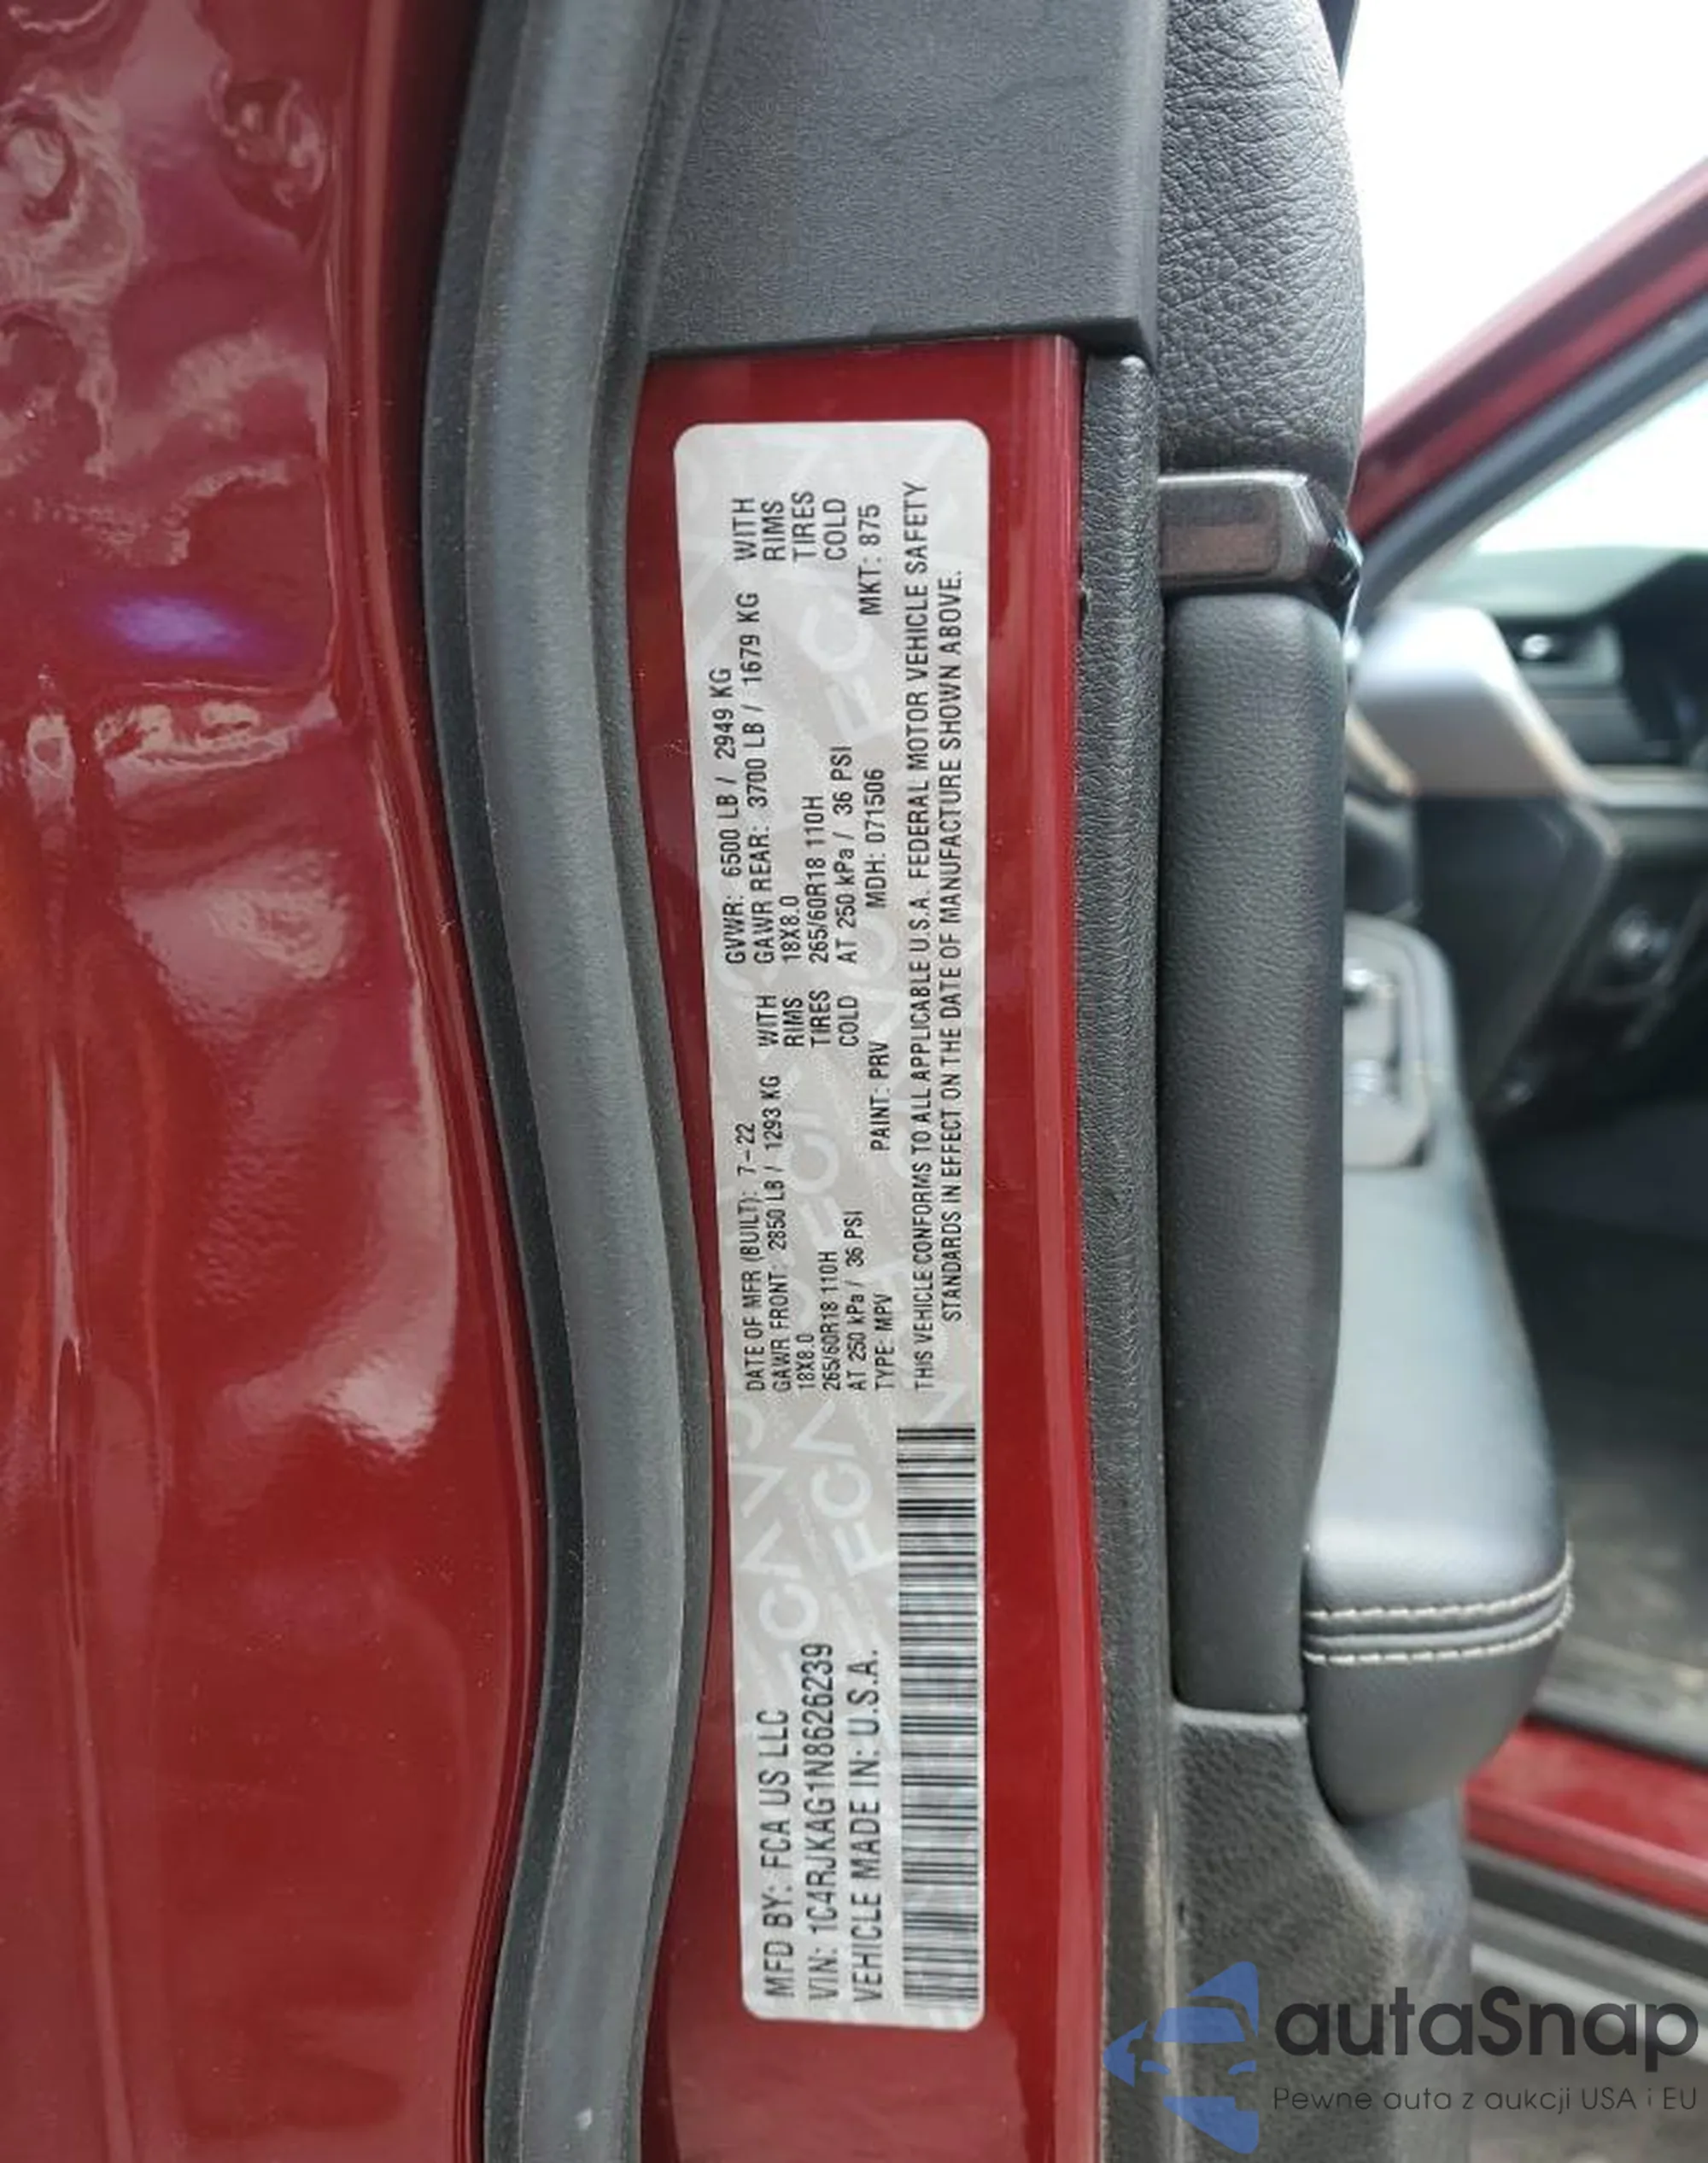 MFD BY: FCA US LLC
VIN: 1C4RJKAG1N8626239
VEHICLE MADE IN: U.S.A.
DATE OF MFR (BUILT): 7-22 GVWR: 6500 LB / 2949 KG
GAWR FRONT: 2850 LB / 1293 KG WITH GAWR REAR: 3700 LB / 1679 KG WITH
18X8.0 RIMS 18X8.0 RIMS
265/60R18 110H TIRES 265/60R18 110H TIRES
AT 250 kPa / 36 PSI COLD AT 250 kPa / 36 PSI COLD
TYPE: MPV PAINT: PRV MDH: 071506 MKT: 875
THIS VEHICLE CONFORMS TO ALL APPLICABLE U.S.A. FEDERAL MOTOR VEHICLE SAFETY
STANDARDS IN EFFECT ON THE DATE OF MANUFACTURE SHOWN ABOVE.
autaSnap
Pewne auta z aukcji USA i EU